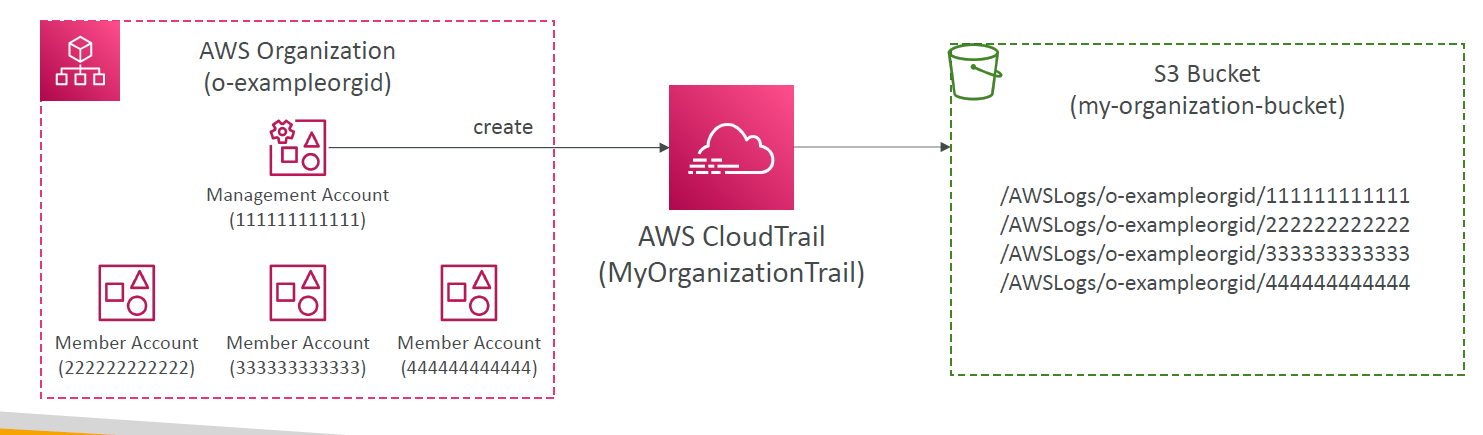 AWS Organization
(o-exampleorgid)
create
Management Account
(111111111111)
Member Account
(222222222222)
Member Account
(333333333333)
Member Account
(444444444444)
AWS CloudTrail
(MyOrganizationTrail)
S3 Bucket
(my-organization-bucket)
/AWSLogs/o-exampleorgid/111111111111
/AWSLogs/o-exampleorgid/222222222222
/AWSLogs/o-exampleorgid/333333333333
/AWSLogs/o-exampleorgid/444444444444